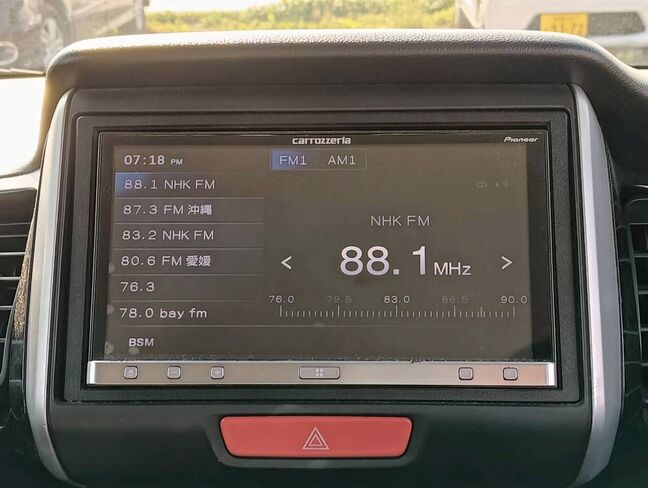 carrozzeria
Pioneer
07:18 PM
FM1 AM1
88.1 NHK FM
87.3 FM 沖縄
83.2 NHK FM
80.6 FM 愛媛
76.3
78.0 bay fm
BSM
NHK FM
< 88.1 MHz >
76.0 79.5 83.0 86.5 90.0